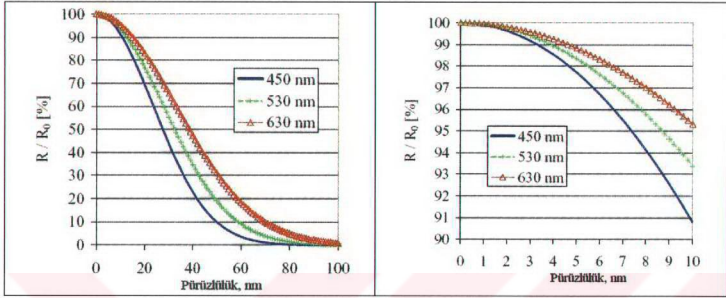 R / R0 [%]
100
90
80
70
60
50
40
30
20
10
0
450 nm
530 nm
630 nm
0 20 40 60 80 100
Pürüzlülük, nm
R / R0 [%]
100
99
98
97
96
95
94
93
92
91
90
450 nm
530 nm
630 nm
0 1 2 3 4 5 6 7 8 9 10
Pürüzlülük, nm